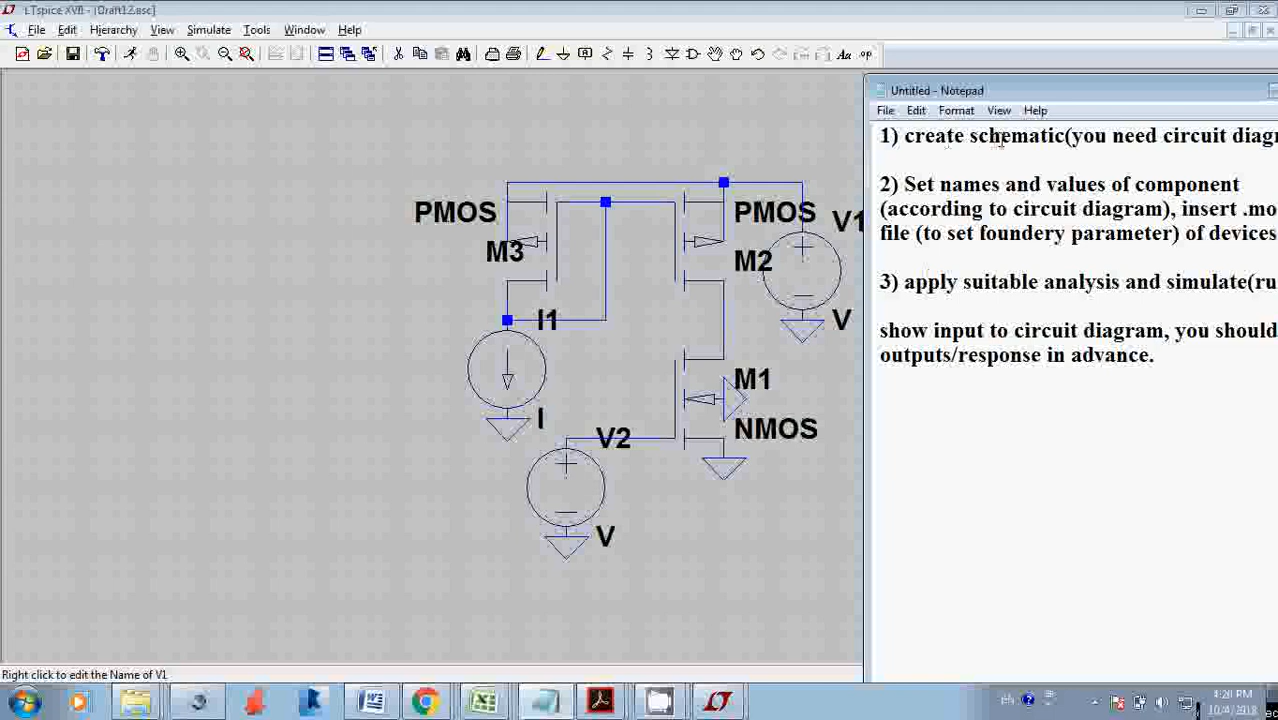 LTspice XVII - [Draft12.asc]
File Edit Hierarchy View Simulate Tools Window Help
Untitled - Notepad
File Edit Format View Help
1) create schematic(you need circuit diagr
2) Set names and values of component
(according to circuit diagram), insert .mo
file (to set foundery parameter) of devices
3) apply suitable analysis and simulate(ru
show input to circuit diagram, you should
outputs/response in advance.
PMOS
M3
PMOS
M2
V1
V
I1
I
M1
NMOS
V2
V
Right click to edit the Name of V1
4:20 PM
10/4/2018